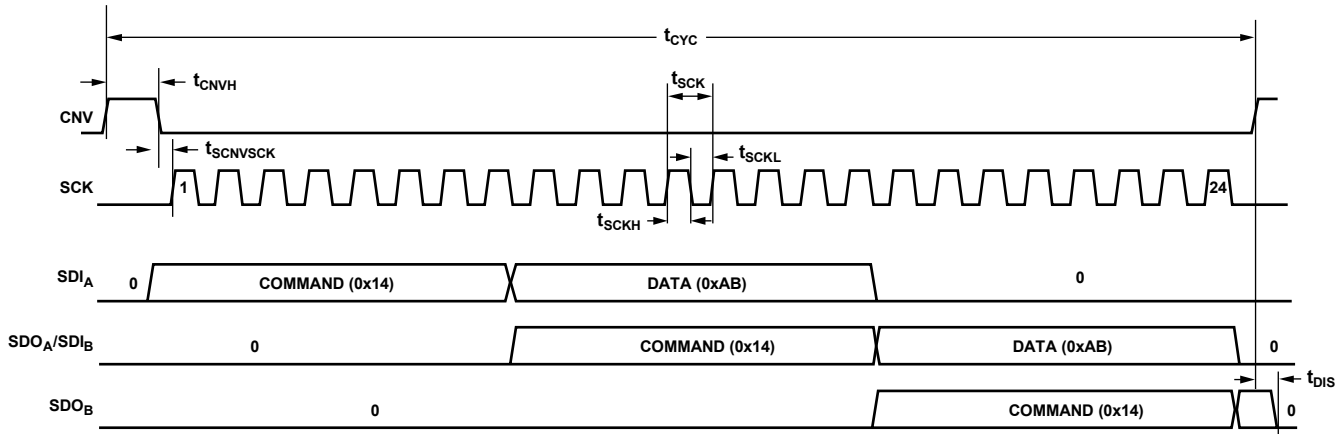 tCYC
tCNVH
tSCK
CNV
tSCNVSCK
tSCKL
SCK
1
24
tSCKH
SDIA
0
COMMAND (0x14)
DATA (0xAB)
0
SDOA/SDIB
0
COMMAND (0x14)
DATA (0xAB)
0
tDIS
SDOB
0
COMMAND (0x14)
0